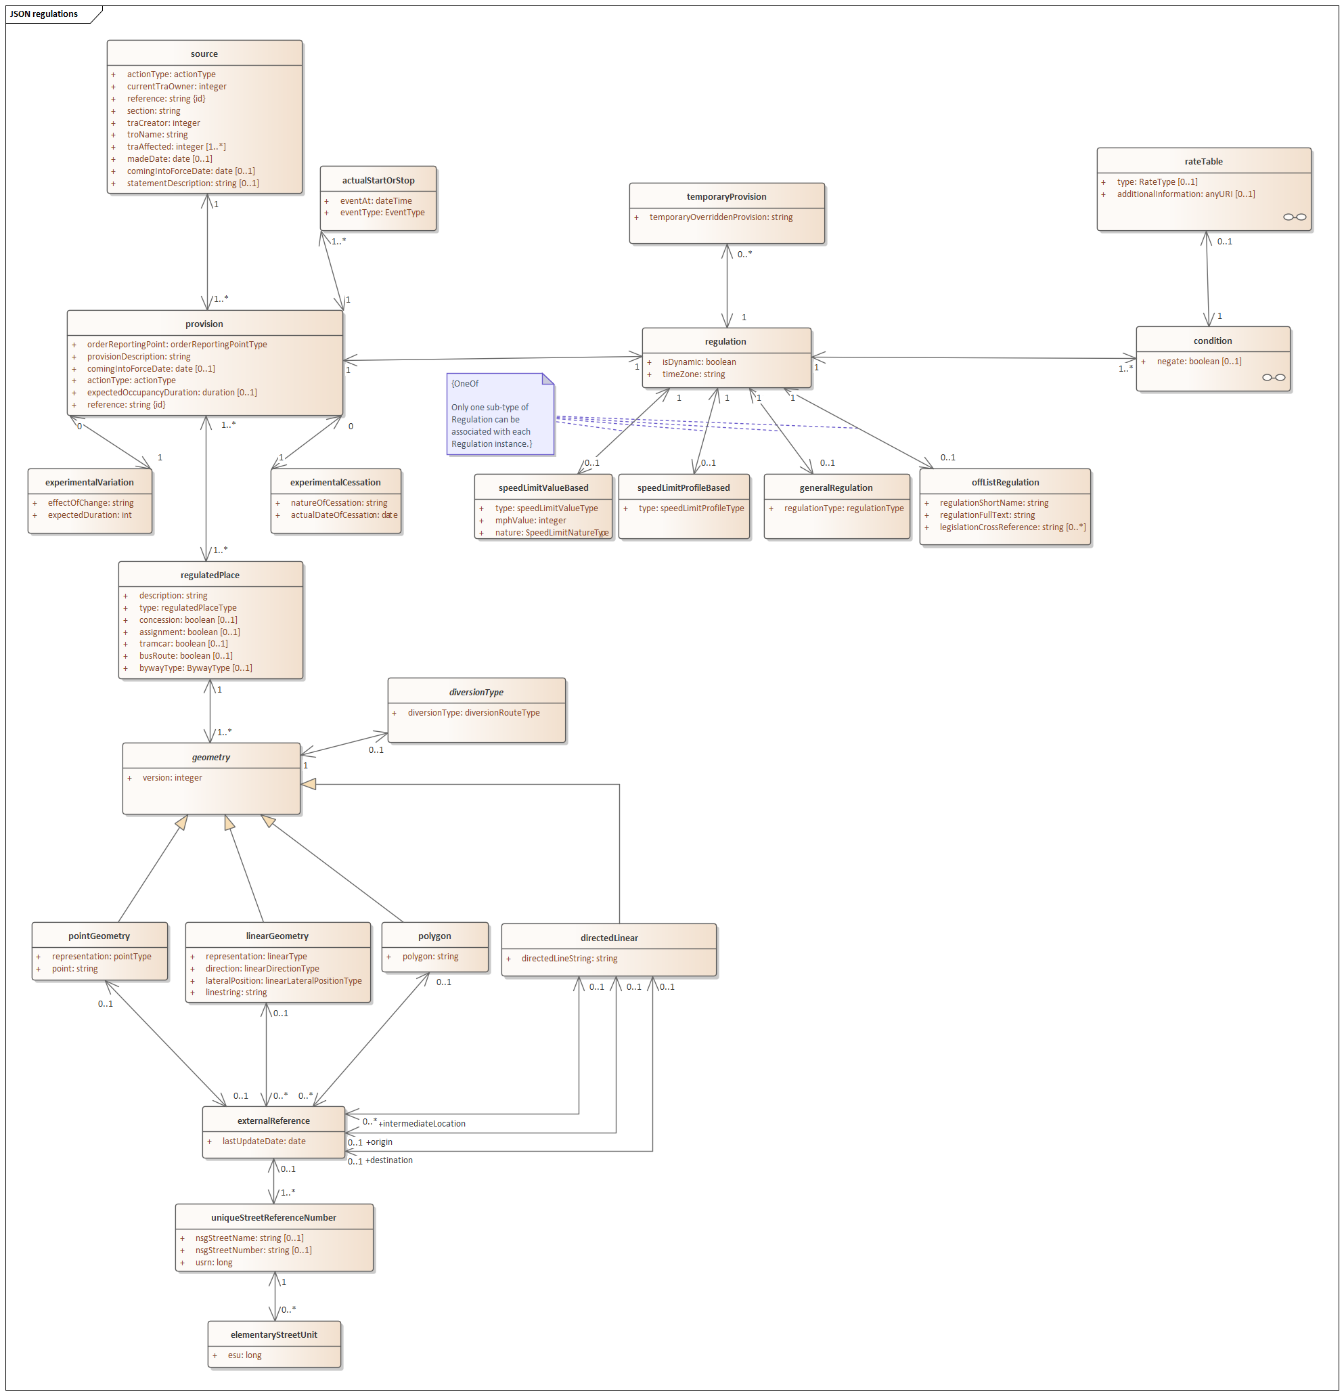 JSON regulations
source
+ actionType: actionType
+ currentTraOwner: integer
+ reference: string {id}
+ section: string
+ traCreator: integer
+ troName: string
+ traAffected: integer [1..*]
+ madeDate: date [0..1]
+ comingIntoForceDate: date [0..1]
+ statementDescription: string [0..1]
1
1..*
actualStartOrStop
+ eventAt: dateTime
+ eventType: EventType
1..*
1
temporaryProvision
+ temporaryOverriddenProvision: string
0..*
1
rateTable
+ type: RateType [0..1]
+ additionalInformation: anyURI [0..1]
0..1
1
provision
+ orderReportingPoint: orderReportingPointType
+ provisionDescription: string
+ comingIntoForceDate: date [0..1]
+ actionType: actionType
+ expectedOccupancyDuration: duration [0..1]
+ reference: string {id}
1
1
regulation
+ isDynamic: boolean
+ timeZone: string
1
1..*
condition
+ negate: boolean [0..1]
{OneOf
Only one sub-type of
Regulation can be
associated with each
Regulation instance.}
1
1
1
1
0
1
1..*
0
1
0..1
0..1
0..1
0..1
experimentalVariation
+ effectOfChange: string
+ expectedDuration: int
experimentalCessation
+ natureOfCessation: string
+ actualDateOfCessation: date
speedLimitValueBased
+ type: speedLimitValueType
+ mphValue: integer
+ nature: SpeedLimitNatureType
speedLimitProfileBased
+ type: speedLimitProfileType
generalRegulation
+ regulationType: regulationType
offListRegulation
+ regulationShortName: string
+ regulationFullText: string
+ legislationCrossReference: string [0..*]
1..*
regulatedPlace
+ description: string
+ type: regulatedPlaceType
+ concession: boolean [0..1]
+ assignment: boolean [0..1]
+ tramcar: boolean [0..1]
+ busRoute: boolean [0..1]
+ bywayType: BywayType [0..1]
1
1..*
diversionType
+ diversionType: diversionRouteType
0..1
1
geometry
+ version: integer
pointGeometry
+ representation: pointType
+ point: string
linearGeometry
+ representation: linearType
+ direction: linearDirectionType
+ lateralPosition: linearLateralPositionType
+ linestring: string
polygon
+ polygon: string
directedLinear
+ directedLineString: string
0..1
0..1
0..1
0..1
0..1
0..1
0..1
0..*
0..*
externalReference
+ lastUpdateDate: date
0..* +intermediateLocation
0..1 +origin
0..1 +destination
0..1
1..*
uniqueStreetReferenceNumber
+ nsgStreetName: string [0..1]
+ nsgStreetNumber: string [0..1]
+ usrn: long
1
0..*
elementaryStreetUnit
+ esu: long